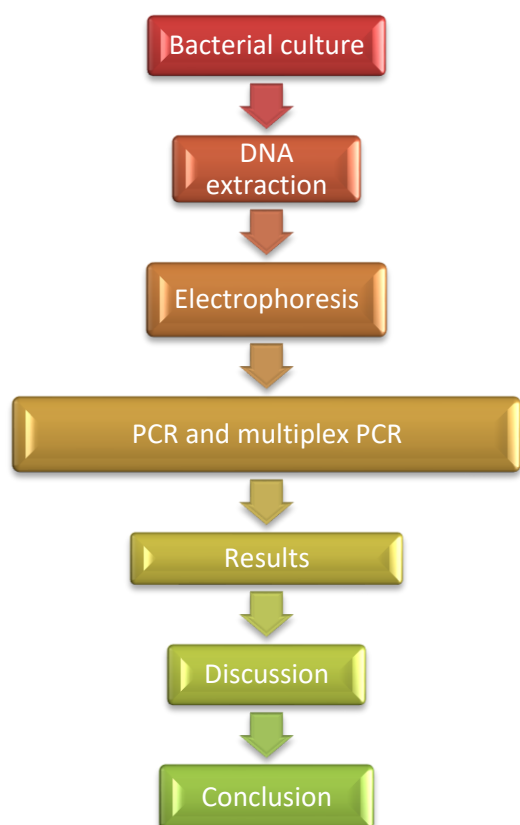 Bacterial culture
DNA
extraction
Electrophoresis
PCR and multiplex PCR
Results
Discussion
Conclusion